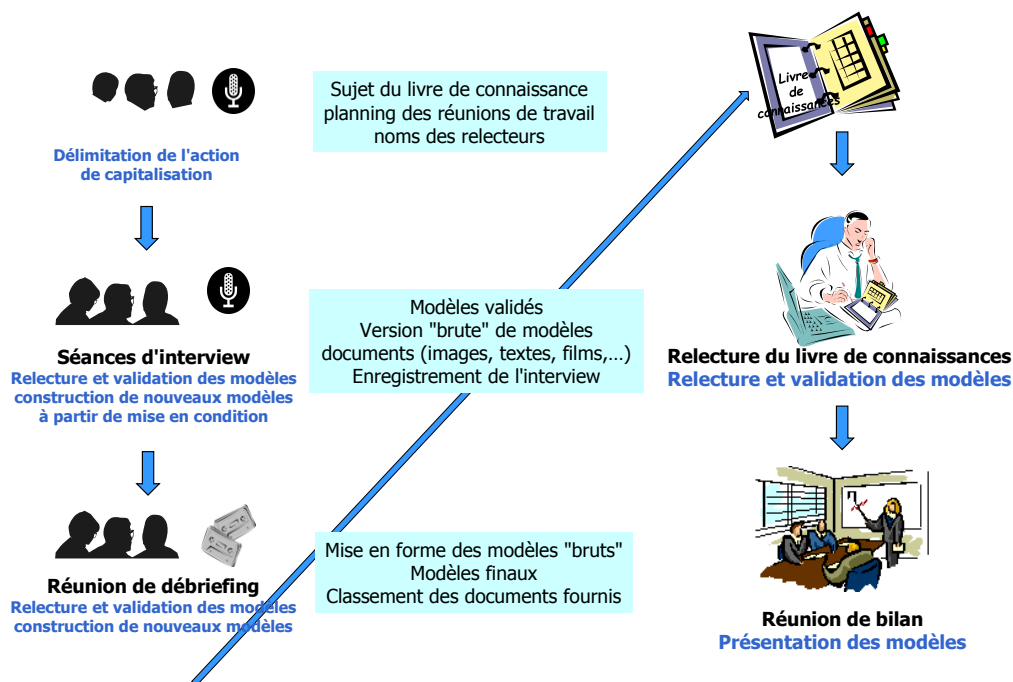 Délimitation de l'action
de capitalisation
Séances d'interview
Relecture et validation des modèles
construction de nouveaux modèles
à partir de mise en condition
Réunion de débriefing
Relecture et validation des modèles
construction de nouveaux modèles
Sujet du livre de connaissance
planning des réunions de travail
noms des relecteurs
Modèles validés
Version "brute" de modèles
documents (images, textes, films,...)
Enregistrement de l'interview
Mise en forme des modèles "bruts"
Modèles finaux
Classement des documents fournis
Livre
de
connaissances
Relecture du livre de connaissances
Relecture et validation des modèles
Réunion de bilan
Présentation des modèles